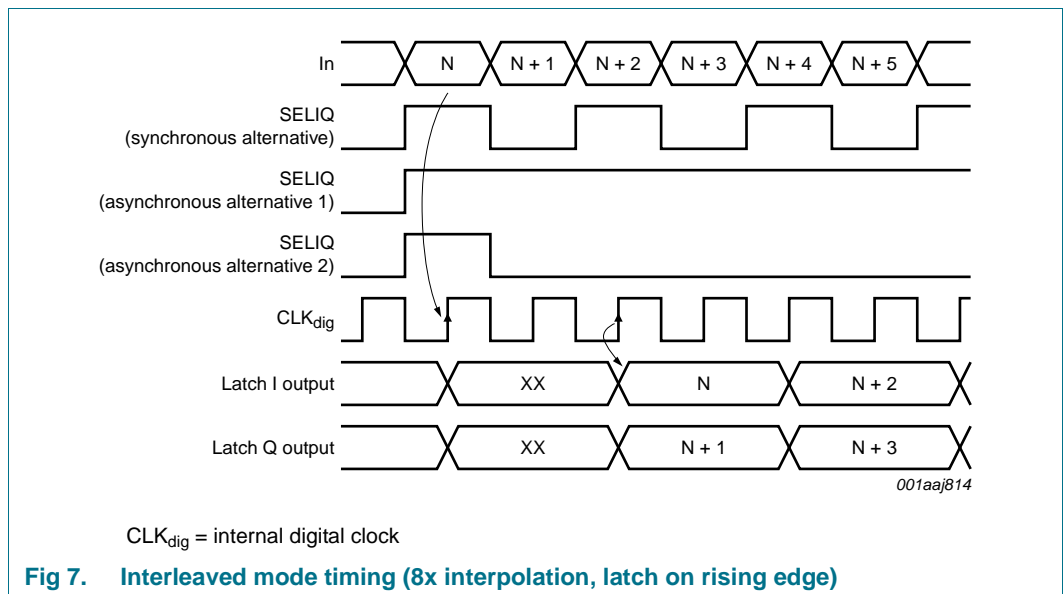 In
N
N + 1
N + 2
N + 3
N + 4
N + 5
SELIQ
(synchronous alternative)
SELIQ
(asynchronous alternative 1)
SELIQ
(asynchronous alternative 2)
CLKdig
Latch I output
XX
N
N + 2
Latch Q output
XX
N + 1
N + 3
001aaj814
CLKdig = internal digital clock
Fig 7. Interleaved mode timing (8x interpolation, latch on rising edge)